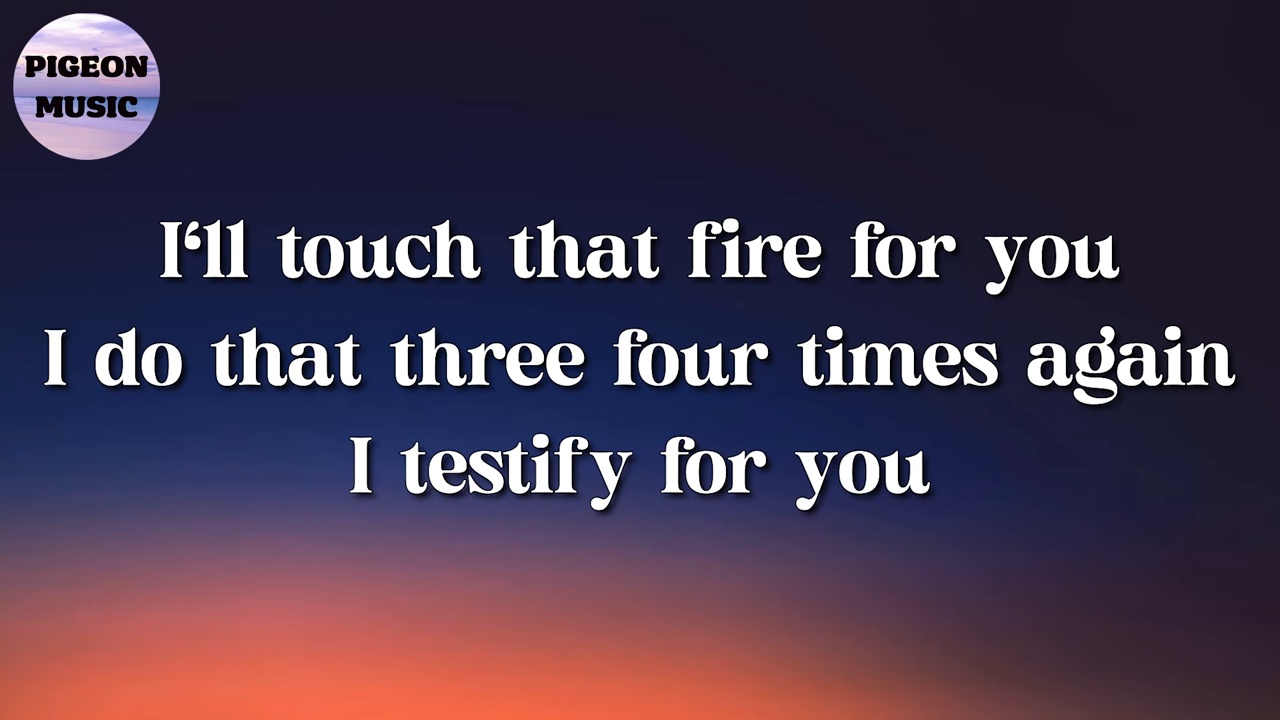 PIGEON
MUSIC
I‘ll touch that fire for you
I do that three four times again
I testify for you